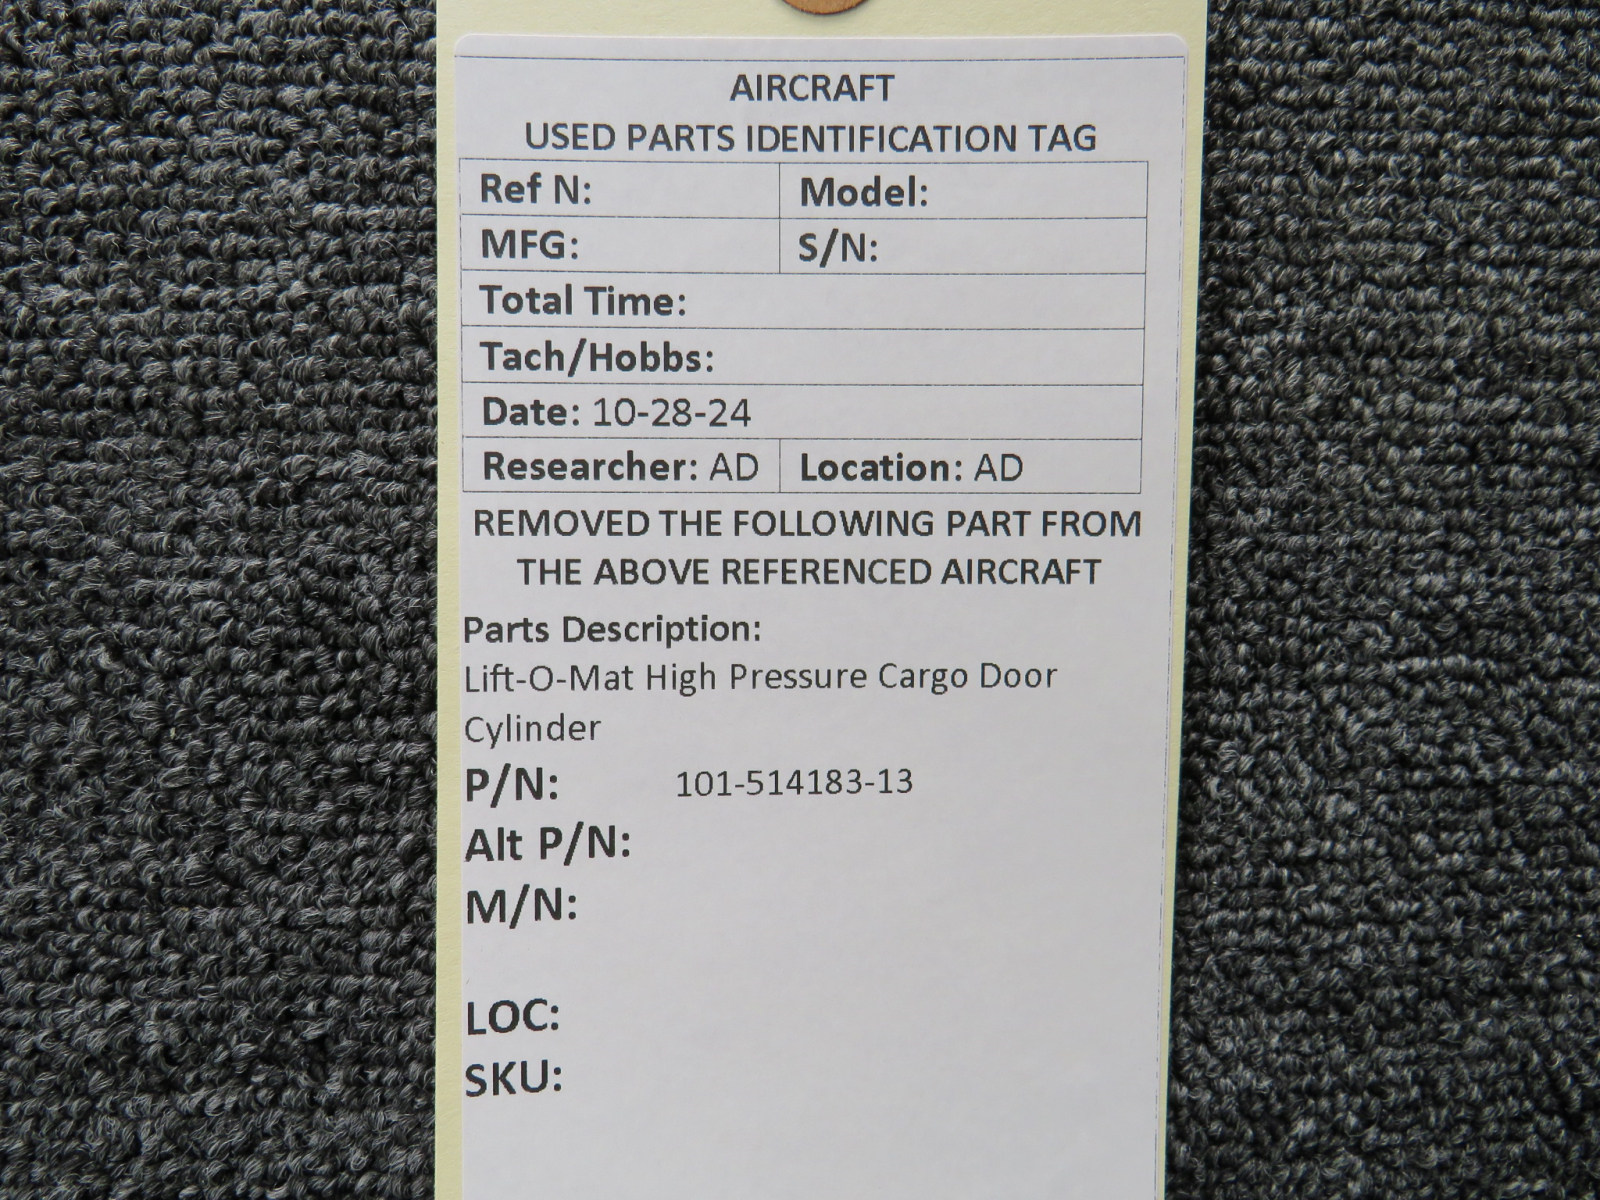 AIRCRAFT
USED PARTS IDENTIFICATION TAG
Ref N: Model:
MFG: S/N:
Total Time:
Tach/Hobbs:
Date: 10-28-24
Researcher: AD Location: AD
REMOVED THE FOLLOWING PART FROM
THE ABOVE REFERENCED AIRCRAFT
Parts Description:
Lift-O-Mat High Pressure Cargo Door
Cylinder
P/N: 101-514183-13
Alt P/N:
M/N:
LOC:
SKU: